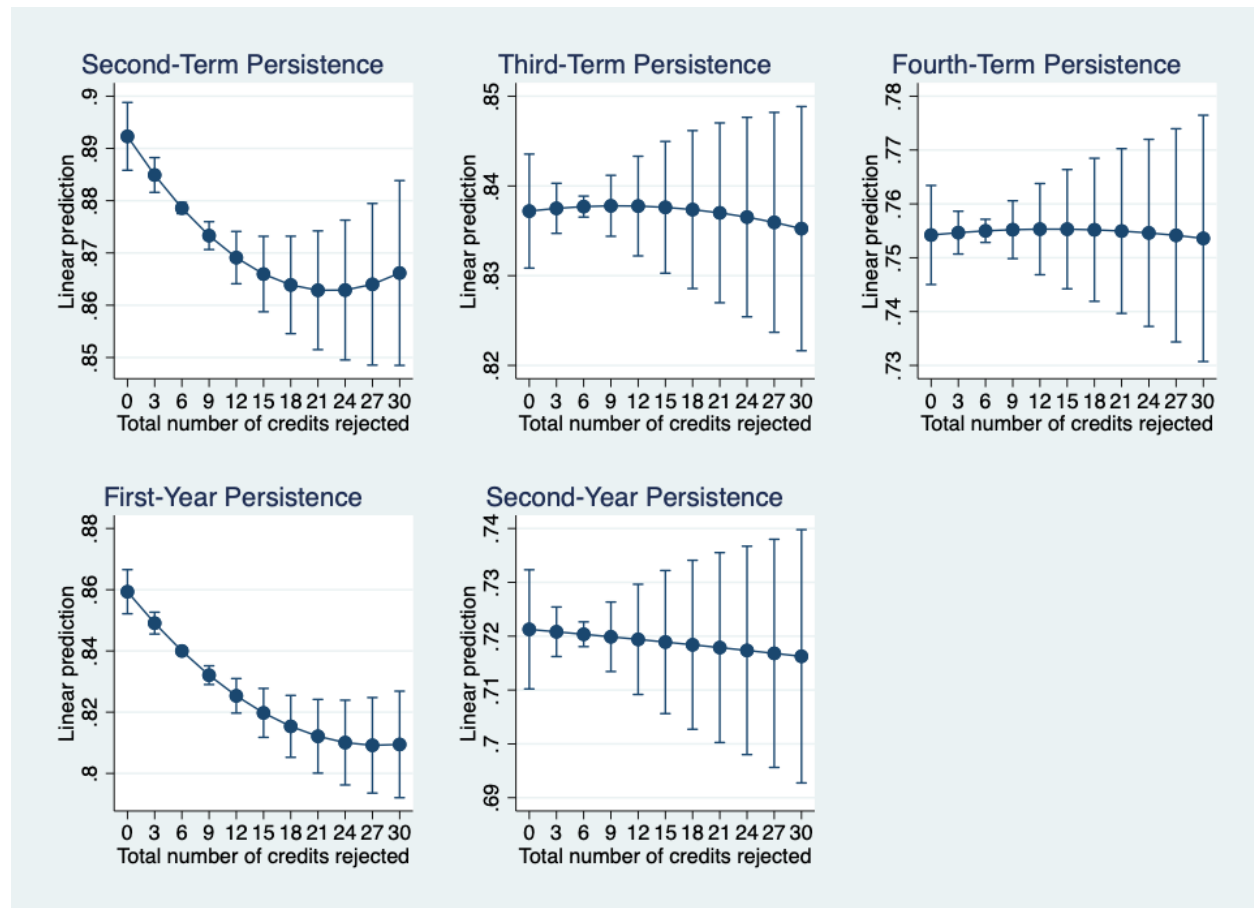 Second-Term Persistence
Linear prediction
.9
.89
.88
.87
.86
.85
0 3 6 9 12 15 18 21 24 27 30
Total number of credits rejected
Third-Term Persistence
Linear prediction
.85
.84
.83
.82
0 3 6 9 12 15 18 21 24 27 30
Total number of credits rejected
Fourth-Term Persistence
Linear prediction
.78
.77
.76
.75
.74
.73
0 3 6 9 12 15 18 21 24 27 30
Total number of credits rejected
First-Year Persistence
Linear prediction
.88
.86
.84
.82
.8
0 3 6 9 12 15 18 21 24 27 30
Total number of credits rejected
Second-Year Persistence
Linear prediction
.74
.73
.72
.71
.7
.69
0 3 6 9 12 15 18 21 24 27 30
Total number of credits rejected